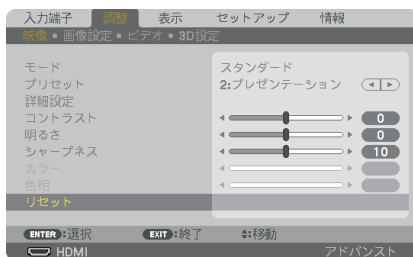 入力端子 調整 表示 セットアップ 情報
映像 • 画像設定 • ビデオ • 3D設定
モード スタンダード
プリセット 2:プレゼンテーション
詳細設定
コントラスト 0
明るさ 0
シャープネス 10
カラー
色相
リセット
ENTER:選択 EXIT:終了 :移動
HDMI アドバンスト